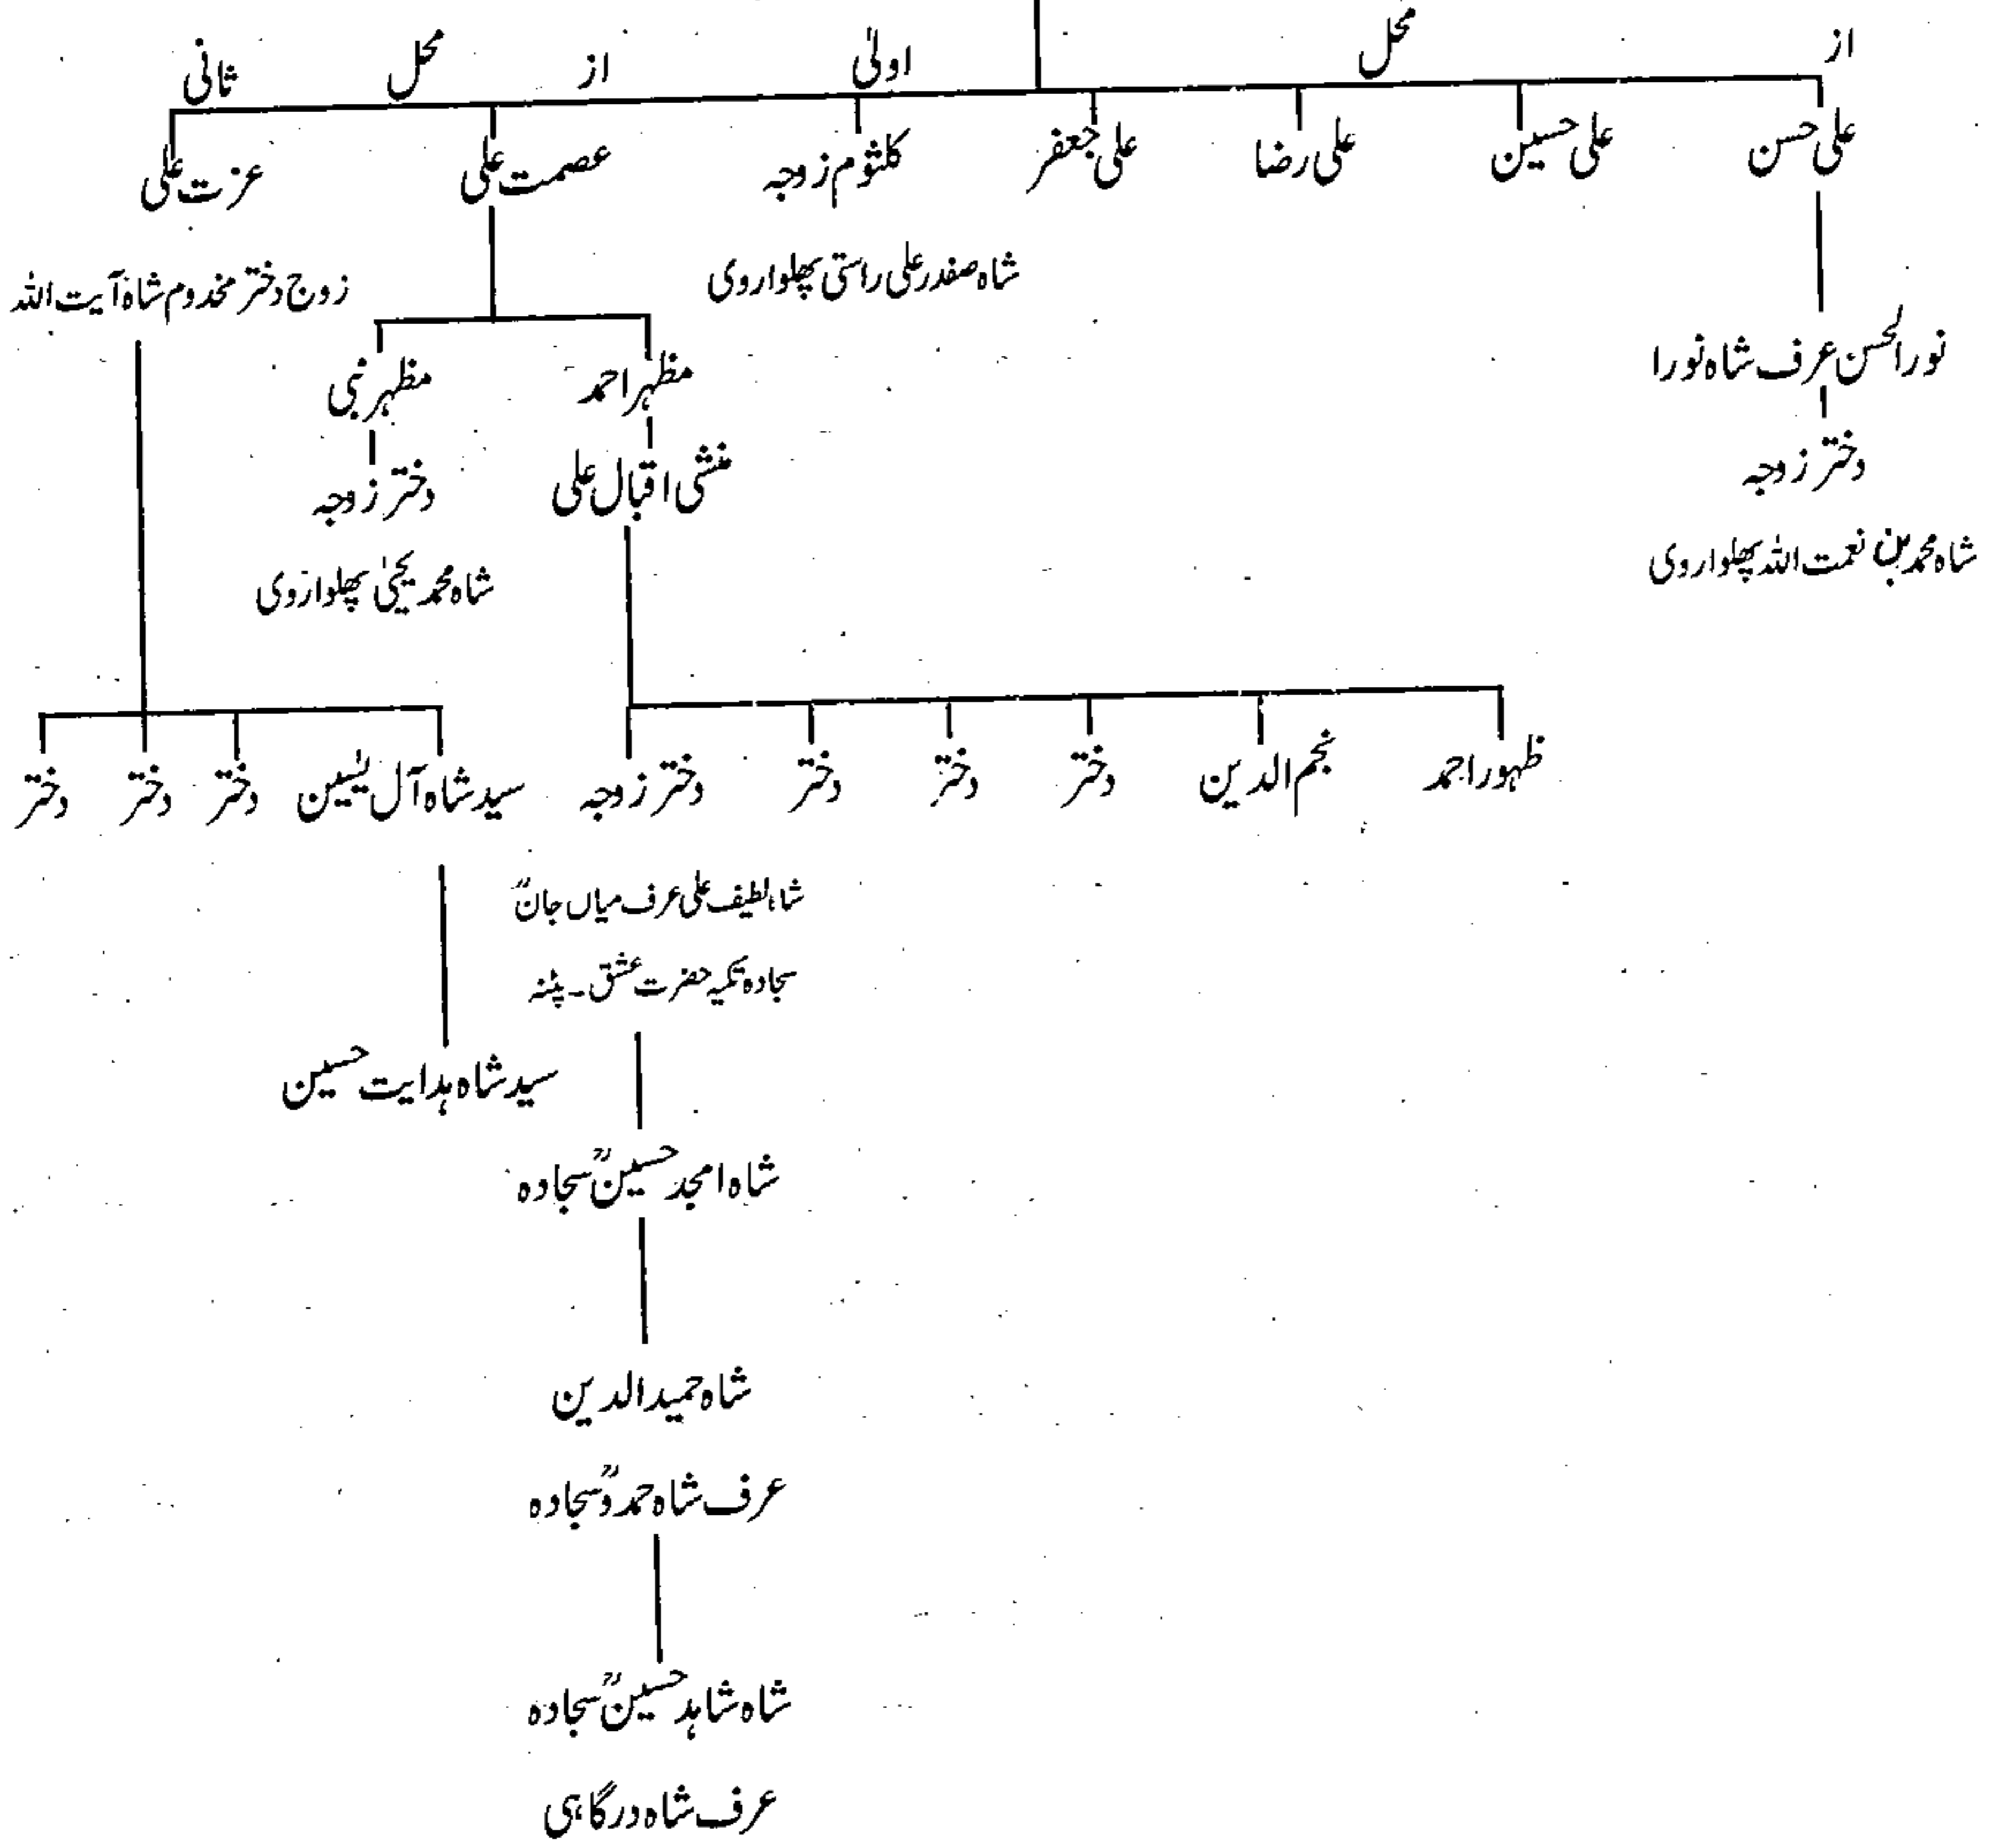 از محل اولیٰ از محل ثانی
علی حسن علی حسین علی رضا علی جعفر کلثوم زوجہ عصمت علی عزت علی
شاہ صفدر علی راستی پھلواروی زوج دختر مخدوم شاہ آیت اللہ
نورالحسن عرف شاہ نورا مظہر احمد مظہر نبی
دختر زوجہ منشی اقبال علی دختر زوجہ
شاہ محمد بن نعمت اللہ پھلواروی شاہ محمد یحییٰ پھلواروی
ظہور احمد نجم الدین دختر دختر دختر دختر زوجہ سید شاہ آل یٰسین دختر دختر دختر
شاہ لطیف علی عرف میاں جانؒ
سجادہ تکیہ حضرت عشق۔ پٹنہ
سید شاہ ہدایت حسین
شاہ امجد حسینؒ سجادہ
شاہ حمید الدین
عرف شاہ حمدوؒ سجادہ
شاہ شاہد حسینؒ سجادہ
عرف شاہ درگاہی